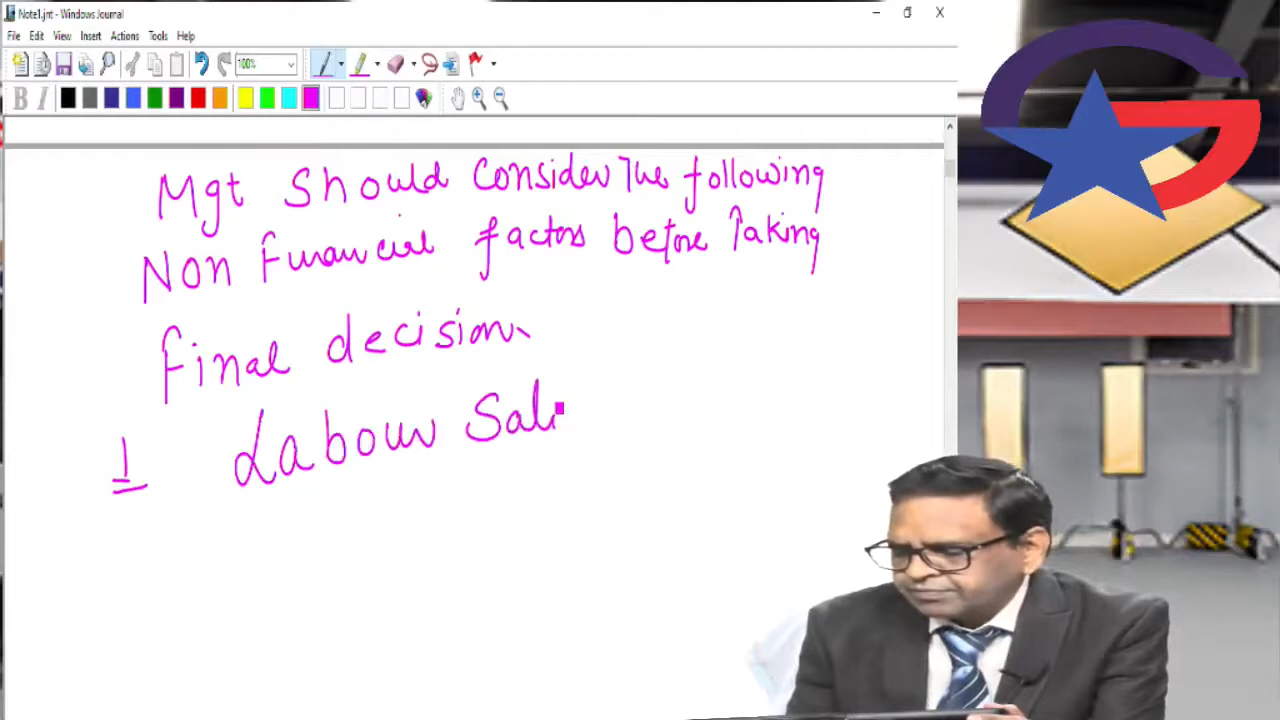 Note1.jnt - Windows Journal
File Edit View Insert Actions Tools Help
100%
B I
Mgt Should Consider The following
Non Financial factors before Taking
Final decision
1 Labour Sal